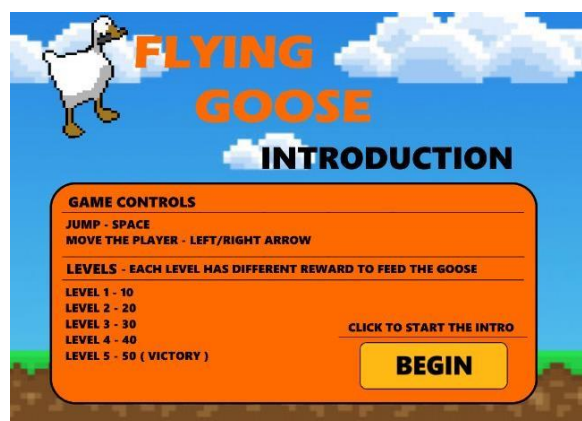 FLYING
GOOSE
INTRODUCTION
GAME CONTROLS
JUMP - SPACE
MOVE THE PLAYER - LEFT/RIGHT ARROW
LEVELS - EACH LEVEL HAS DIFFERENT REWARD TO FEED THE GOOSE
LEVEL 1 - 10
LEVEL 2 - 20
LEVEL 3 - 30
LEVEL 4 - 40
LEVEL 5 - 50 ( VICTORY )
CLICK TO START THE INTRO
BEGIN